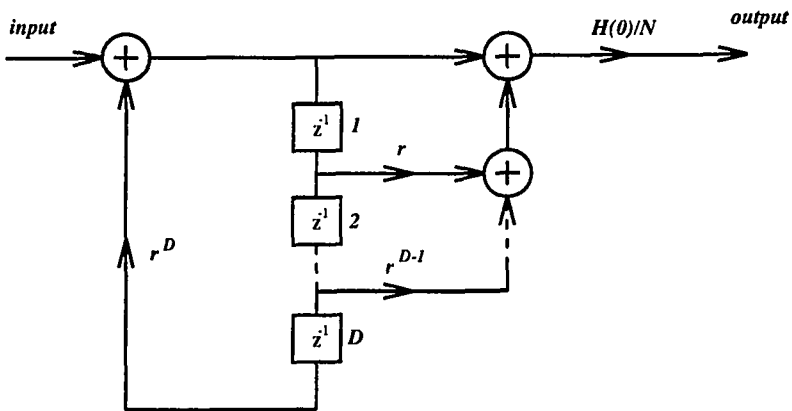 input
H(0)/N
output
+
+
z⁻¹ 1
r
+
z⁻¹ 2
r^D
r^{D-1}
z⁻¹ D